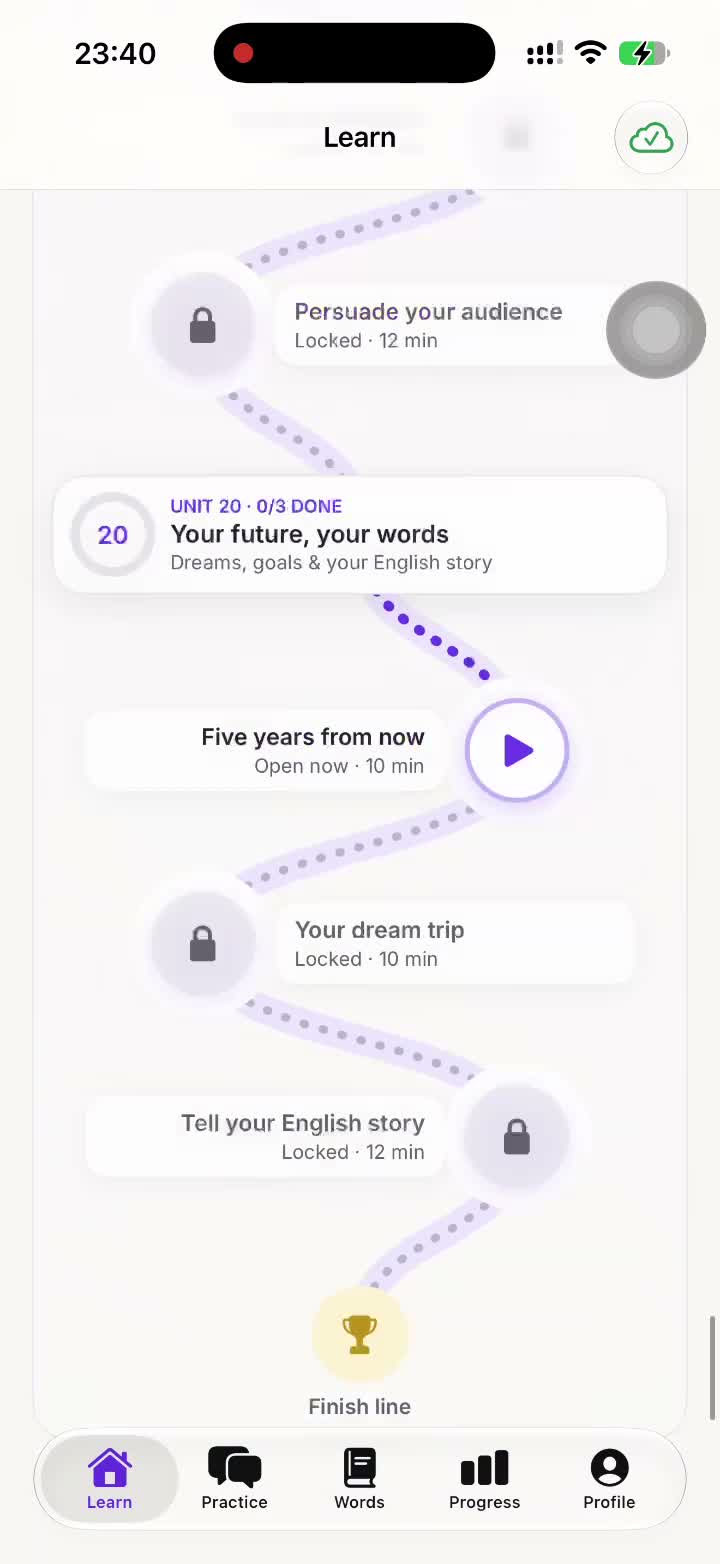 23:40
Learn
Persuade your audience
Locked · 12 min
20
UNIT 20 · 0/3 DONE
Your future, your words
Dreams, goals & your English story
Five years from now
Open now · 10 min
Your dream trip
Locked · 10 min
Tell your English story
Locked · 12 min
Finish line
Learn
Practice
Words
Progress
Profile